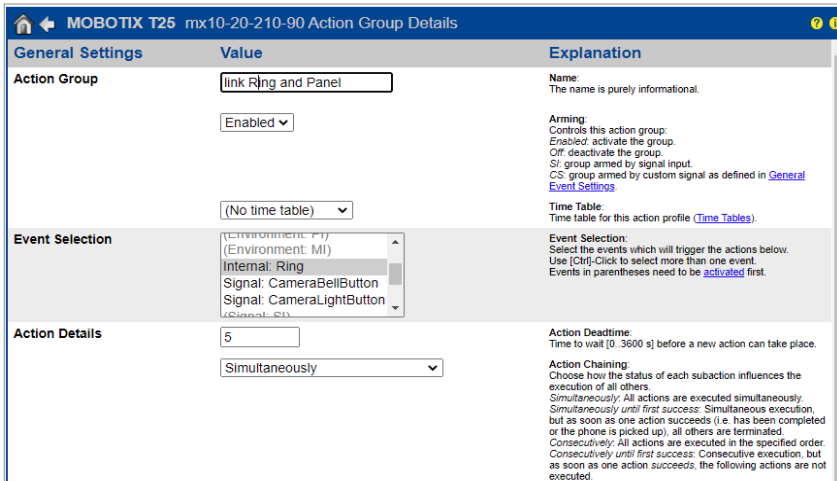 MOBOTIX T25 mx10-20-210-90 Action Group Details
General Settings Value Explanation
Action Group
link Ring and Panel
Name:
The name is purely informational.
Enabled
Arming:
Controls this action group:
Enabled: activate the group.
Off: deactivate the group.
SI: group armed by signal input.
CS: group armed by custom signal as defined in General
Event Settings.
(No time table)
Time Table:
Time table for this action profile (Time Tables).
Event Selection
(Environment: PI)
(Environment: MI)
Internal: Ring
Signal: CameraBellButton
Signal: CameraLightButton
(Signal: SI)
Event Selection:
Select the events which will trigger the actions below.
Use [Ctrl]-Click to select more than one event.
Events in parentheses need to be activated first.
Action Details
5
Action Deadtime:
Time to wait [0..3600 s] before a new action can take place.
Simultaneously
Action Chaining:
Choose how the status of each subaction influences the
execution of all others.
Simultaneously: All actions are executed simultaneously.
Simultaneously until first success: Simultaneous execution,
but as soon as one action succeeds (i.e. has been completed
or the phone is picked up), all others are terminated.
Consecutively: All actions are executed in the specified order.
Consecutively until first success: Consecutive execution, but
as soon as one action succeeds, the following actions are not
executed.